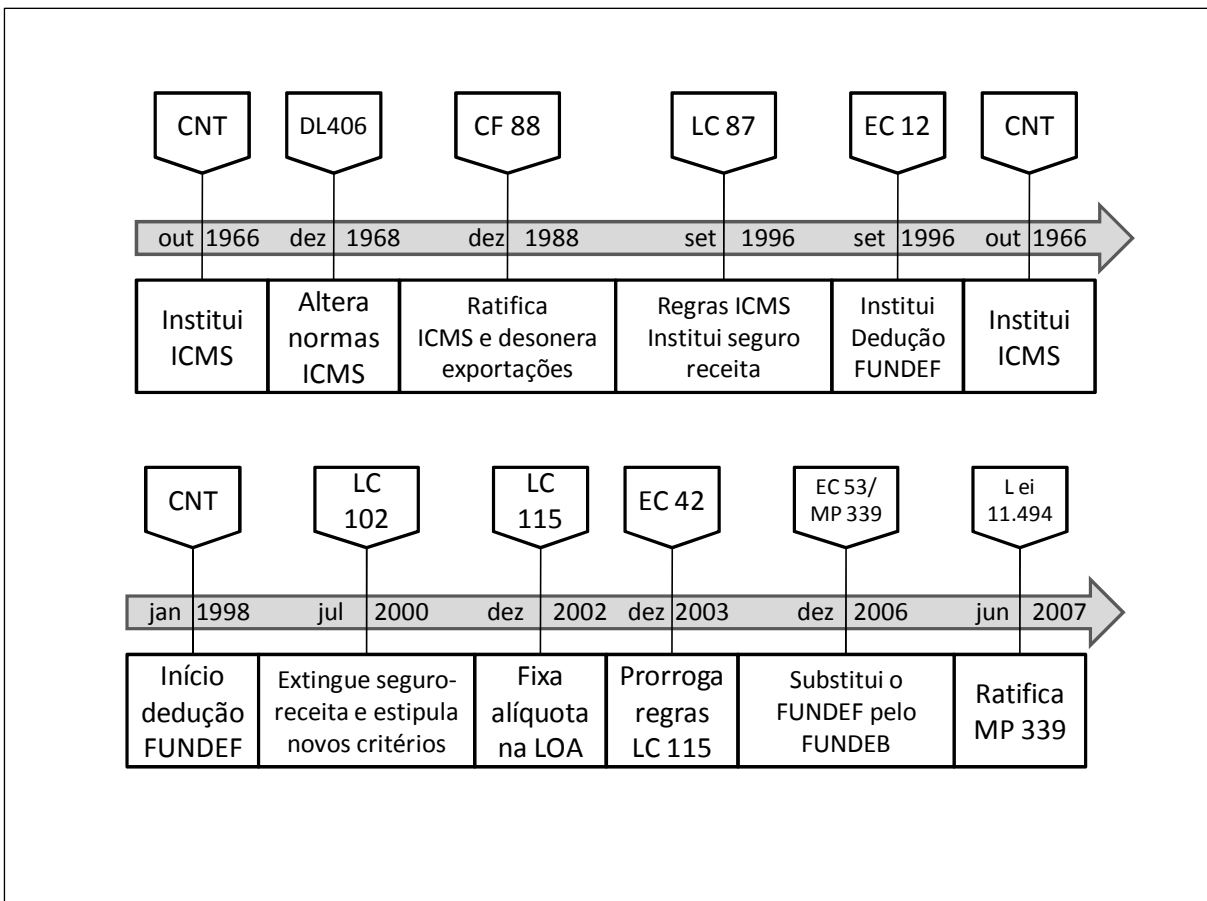 CNT
DL406
CF 88
LC 87
EC 12
CNT
out 1966
dez 1968
dez 1988
set 1996
set 1996
out 1966
Institui
ICMS
Altera
normas
ICMS
Ratifica
ICMS e desonera
exportações
Regras ICMS
Institui seguro
receita
Institui
Dedução
FUNDEF
Institui
ICMS
CNT
LC
102
LC
115
EC 42
EC 53/
MP 339
L ei
11.494
jan 1998
jul 2000
dez 2002
dez 2003
dez 2006
jun 2007
Início
dedução
FUNDEF
Extingue seguro-
receita e estipula
novos critérios
Fixa
alíquota
na LOA
Prorroga
regras
LC 115
Substitui o
FUNDEF pelo
FUNDEB
Ratifica
MP 339